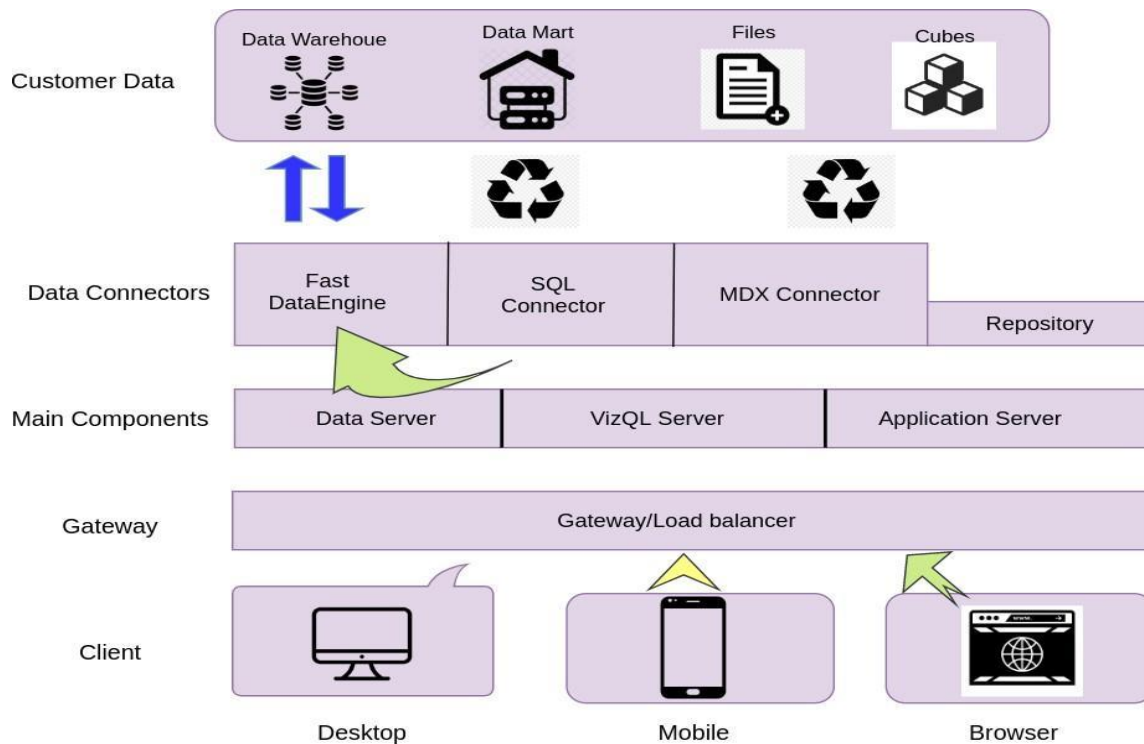 Customer Data
Data Warehoue
Data Mart
Files
Cubes
Data Connectors
Fast
DataEngine
SQL
Connector
MDX Connector
Repository
Main Components
Data Server
VizQL Server
Application Server
Gateway
Gateway/Load balancer
Client
www.
Desktop
Mobile
Browser